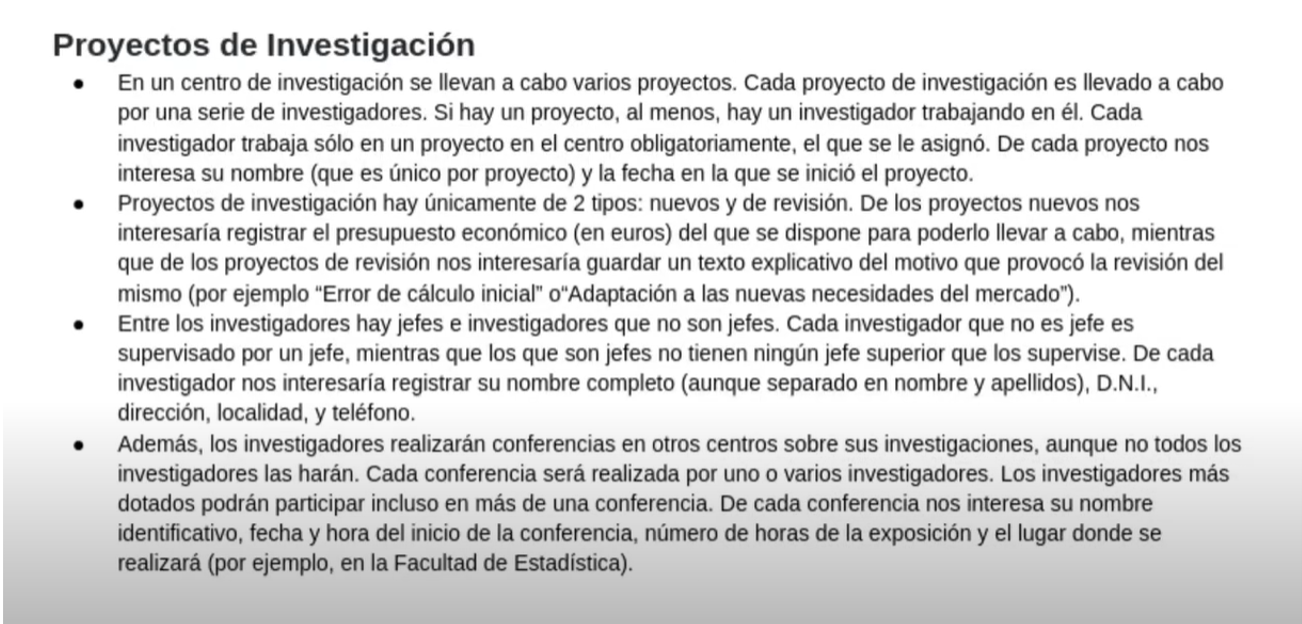 Proyectos de Investigación
● En un centro de investigación se llevan a cabo varios proyectos. Cada proyecto de investigación es llevado a cabo
por una serie de investigadores. Si hay un proyecto, al menos, hay un investigador trabajando en él. Cada
investigador trabaja sólo en un proyecto en el centro obligatoriamente, el que se le asignó. De cada proyecto nos
interesa su nombre (que es único por proyecto) y la fecha en la que se inició el proyecto.
● Proyectos de investigación hay únicamente de 2 tipos: nuevos y de revisión. De los proyectos nuevos nos
interesaría registrar el presupuesto económico (en euros) del que se dispone para poderlo llevar a cabo, mientras
que de los proyectos de revisión nos interesaría guardar un texto explicativo del motivo que provocó la revisión del
mismo (por ejemplo “Error de cálculo inicial” o“Adaptación a las nuevas necesidades del mercado”).
● Entre los investigadores hay jefes e investigadores que no son jefes. Cada investigador que no es jefe es
supervisado por un jefe, mientras que los que son jefes no tienen ningún jefe superior que los supervise. De cada
investigador nos interesaría registrar su nombre completo (aunque separado en nombre y apellidos), D.N.I.,
dirección, localidad, y teléfono.
● Además, los investigadores realizarán conferencias en otros centros sobre sus investigaciones, aunque no todos los
investigadores las harán. Cada conferencia será realizada por uno o varios investigadores. Los investigadores más
dotados podrán participar incluso en más de una conferencia. De cada conferencia nos interesa su nombre
identificativo, fecha y hora del inicio de la conferencia, número de horas de la exposición y el lugar donde se
realizará (por ejemplo, en la Facultad de Estadística).